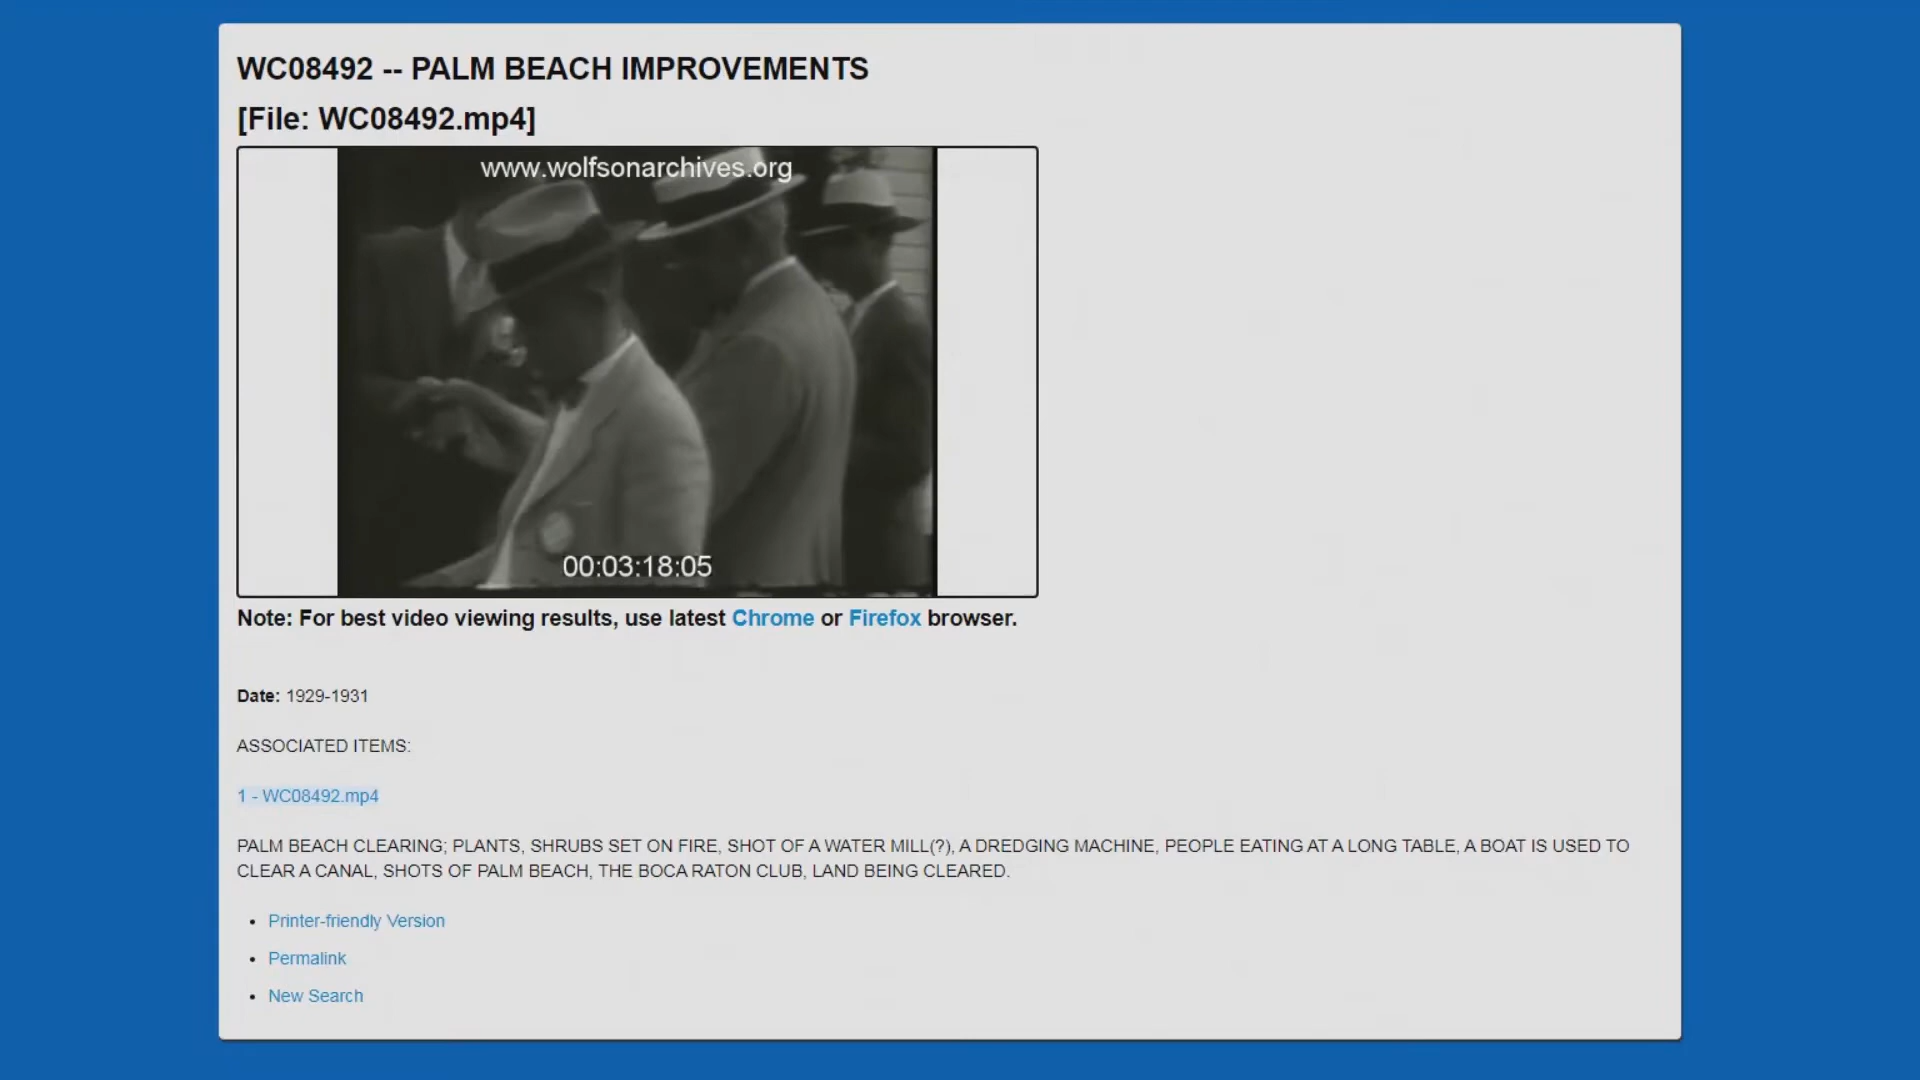 WC08492 -- PALM BEACH IMPROVEMENTS
[File: WC08492.mp4]
www.wolfsonarchives.org
00:03:18:05
Note: For best video viewing results, use latest Chrome or Firefox browser.
Date: 1929-1931
ASSOCIATED ITEMS:
1 - WC08492.mp4
PALM BEACH CLEARING; PLANTS, SHRUBS SET ON FIRE, SHOT OF A WATER MILL(?), A DREDGING MACHINE, PEOPLE EATING AT A LONG TABLE, A BOAT IS USED TO
CLEAR A CANAL, SHOTS OF PALM BEACH, THE BOCA RATON CLUB, LAND BEING CLEARED.
• Printer-friendly Version
• Permalink
• New Search